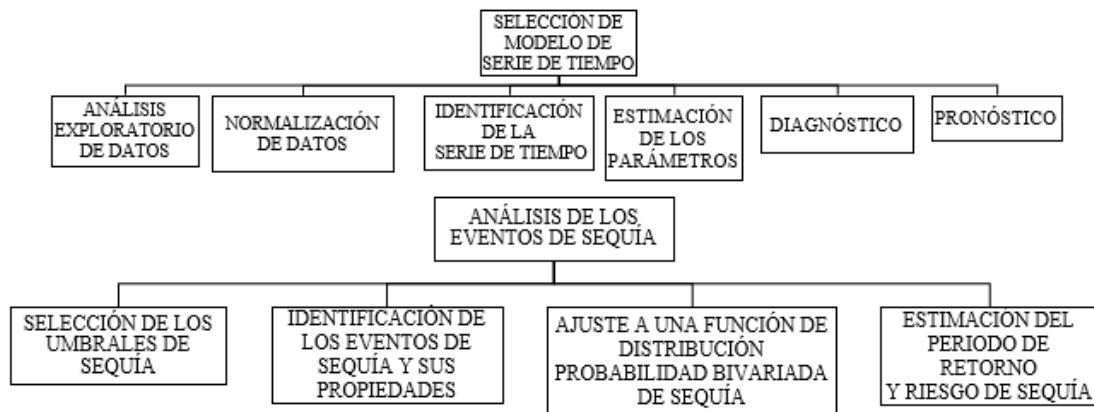 SELECCIÓN DE
MODELO DE
SERIE DE TIEMPO
ANÁLISIS
EXPLORATORIO
DE DATOS
NORMALIZACIÓN
DE DATOS
IDENTIFICACIÓN
DE LA
SERIE DE TIEMPO
ESTIMACIÓN
DE LOS
PARÁMETROS
DIAGNÓSTICO
PRONÓSTICO
ANÁLISIS DE LOS
EVENTOS DE SEQUÍA
SELECCIÓN DE LOS
UMBRALES DE
SEQUÍA
IDENTIFICACIÓN DE
LOS EVENTOS DE
SEQUÍA Y SUS
PROPIEDADES
AJUSTE A UNA FUNCIÓN DE
DISTRIBUCIÓN
PROBABILIDAD BIVARIADA
DE SEQUÍA
ESTIMACIÓN DEL
PERIODO DE
RETORNO
Y RIESGO DE SEQUÍA